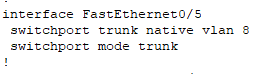 interface FastEthernet0/5
switchport trunk native vlan 8
switchport mode trunk
!